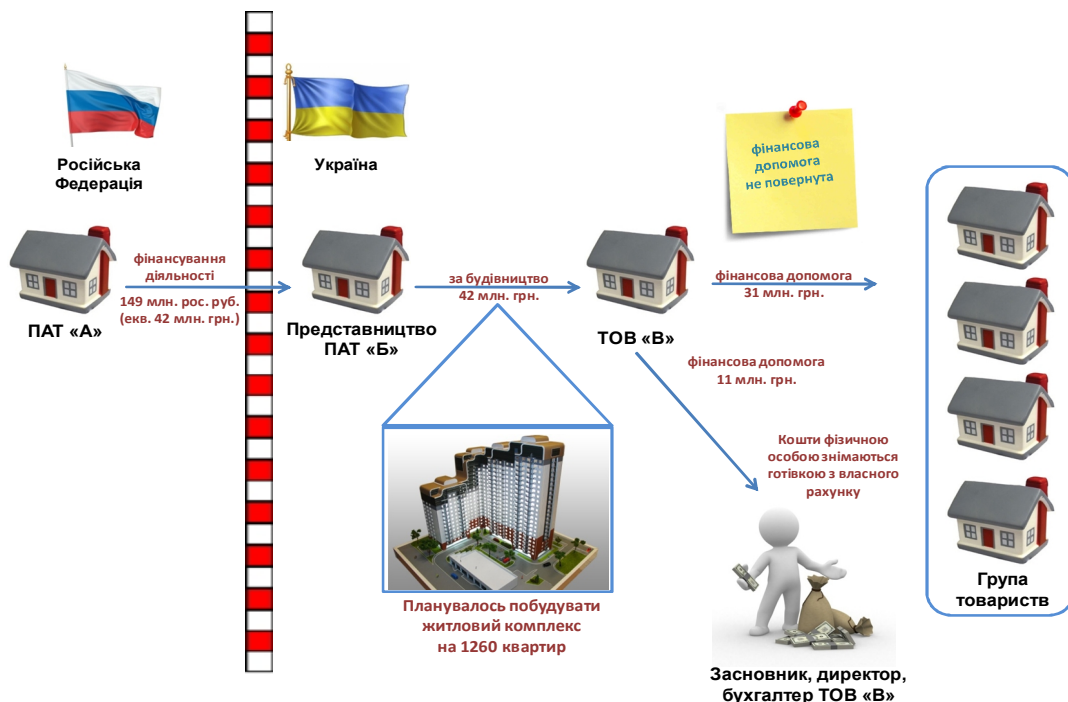 Російська
Федерація
Україна
фінансова
допомога
не повернута
фінансування
діяльності
149 млн. рос. руб.
(екв. 42 млн. грн.)
ПАТ «А»
за будівництво
42 млн. грн.
Представництво
ПАТ «Б»
ТОВ «В»
фінансова допомога
31 млн. грн.
фінансова допомога
11 млн. грн.
Кошти фізичною
особою знімаються
готівкою з власного
рахунку
Планувалось побудувати
житловий комплекс
на 1260 квартир
Група
товариств
Засновник, директор,
бухгалтер ТОВ «В»